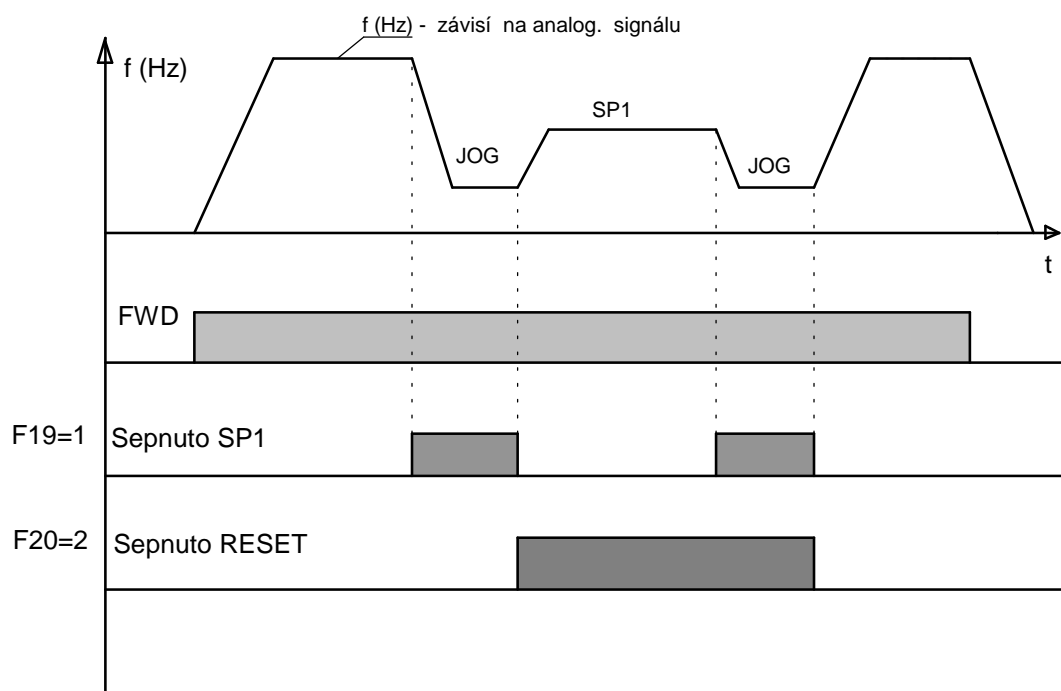 f (Hz) - závisí na analog. signálu
f (Hz)
SP1
JOG
JOG
t
FWD
F19=1 Sepnuto SP1
F20=2 Sepnuto RESET